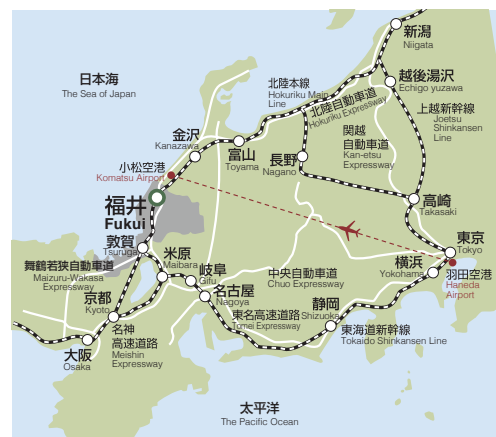 新潟
Niigata
日本海
The Sea of Japan
北陸本線
Hokuriku Main
Line
越後湯沢
Echigo yuzawa
北陸自動車道
Hokuriku Expressway
上越新幹線
Joetsu
Shinkansen
Line
関越
自動車道
Kan-etsu
Expressway
金沢
Kanazawa
富山
Toyama
長野
Nagano
小松空港
Komatsu Airport
福井
Fukui
高崎
Takasaki
敦賀
Tsuruga
東京
Tokyo
舞鶴若狭自動車道
Maizuru-Wakasa
Expressway
米原
Maibara
岐阜
Gifu
中央自動車道
Chuo Expressway
横浜
Yokohama
羽田空港
Haneda
Airport
京都
Kyoto
名古屋
Nagoya
静岡
Shizuoka
東名高速道路
Tomei Expressway
名神
高速道路
Meishin
Expressway
東海道新幹線
Tokaido Shinkansen Line
大阪
Osaka
太平洋
The Pacific Ocean